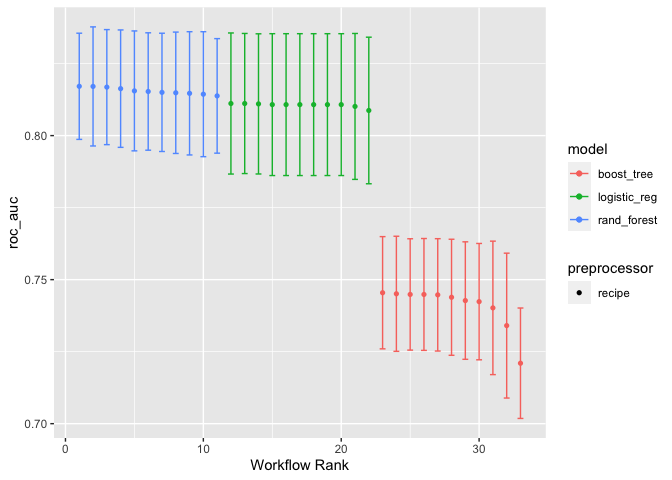 0.80
0.75
0.70
roc_auc
0
10
20
30
Workflow Rank
model
boost_tree
logistic_reg
rand_forest
preprocessor
recipe